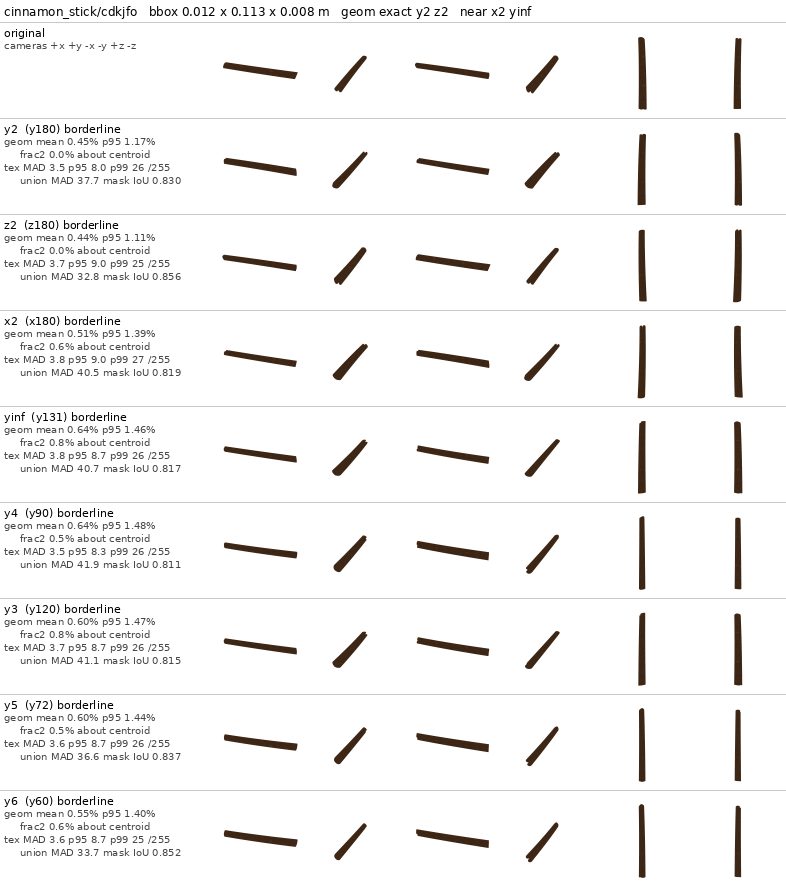 cinnamon_stick/cdkjfo   bbox 0.012 x 0.113 x 0.008 m   geom exact y2 z2   near x2 yinf
original
cameras +x +y -x -y +z -z
y2  (y180) borderline
geom mean 0.45% p95 1.17%
frac2 0.0% about centroid
tex MAD 3.5 p95 8.0 p99 26 /255
union MAD 37.7 mask IoU 0.830
z2  (z180) borderline
geom mean 0.44% p95 1.11%
frac2 0.0% about centroid
tex MAD 3.7 p95 9.0 p99 25 /255
union MAD 32.8 mask IoU 0.856
x2  (x180) borderline
geom mean 0.51% p95 1.39%
frac2 0.6% about centroid
tex MAD 3.8 p95 9.0 p99 27 /255
union MAD 40.5 mask IoU 0.819
yinf  (y131) borderline
geom mean 0.64% p95 1.46%
frac2 0.8% about centroid
tex MAD 3.8 p95 8.7 p99 26 /255
union MAD 40.7 mask IoU 0.817
y4  (y90) borderline
geom mean 0.64% p95 1.48%
frac2 0.5% about centroid
tex MAD 3.5 p95 8.3 p99 26 /255
union MAD 41.9 mask IoU 0.811
y3  (y120) borderline
geom mean 0.60% p95 1.47%
frac2 0.8% about centroid
tex MAD 3.7 p95 8.7 p99 26 /255
union MAD 41.1 mask IoU 0.815
y5  (y72) borderline
geom mean 0.60% p95 1.44%
frac2 0.5% about centroid
tex MAD 3.6 p95 8.7 p99 26 /255
union MAD 36.6 mask IoU 0.837
y6  (y60) borderline
geom mean 0.55% p95 1.40%
frac2 0.6% about centroid
tex MAD 3.6 p95 8.7 p99 25 /255
union MAD 33.7 mask IoU 0.852